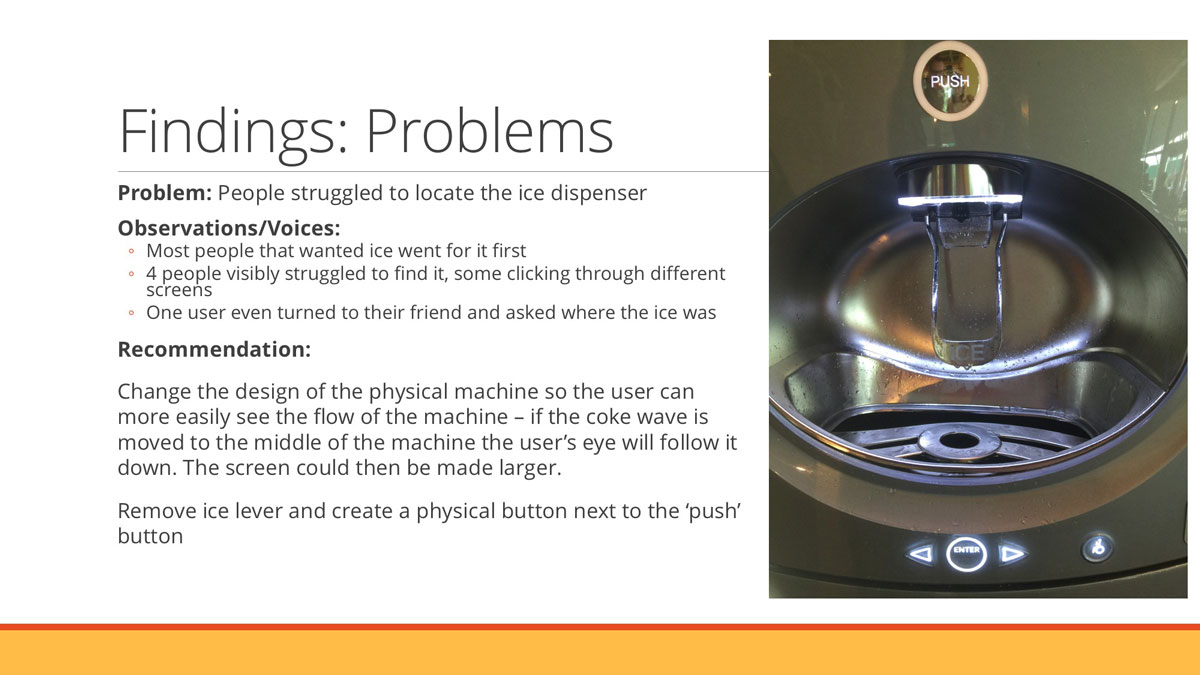 Findings: Problems
Problem: People struggled to locate the ice dispenser
Observations/Voices:
◦ Most people that wanted ice went for it first
◦ 4 people visibly struggled to find it, some clicking through different
screens
◦ One user even turned to their friend and asked where the ice was
Recommendation:
Change the design of the physical machine so the user can
more easily see the flow of the machine – if the coke wave is
moved to the middle of the machine the user’s eye will follow it
down. The screen could then be made larger.
Remove ice lever and create a physical button next to the ‘push’
button
PUSH
ICE
ENTER